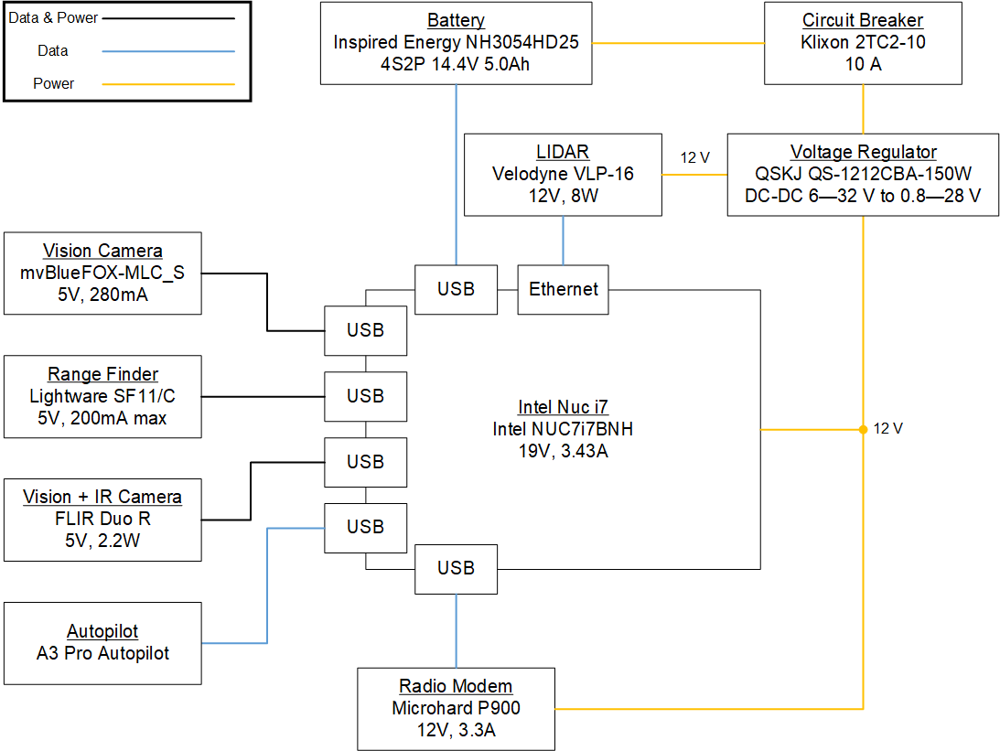 Data & Power
Data
Power
Battery
Inspired Energy NH3054HD25
4S2P 14.4V 5.0Ah
Circuit Breaker
Klixon 2TC2-10
10 A
LIDAR
Velodyne VLP-16
12V, 8W
12 V
Voltage Regulator
QSKJ QS-1212CBA-150W
DC-DC 6—32 V to 0.8—28 V
Vision Camera
mvBlueFOX-MLC_S
5V, 280mA
USB
Ethernet
USB
Range Finder
Lightware SF11/C
5V, 200mA max
USB
Intel Nuc i7
Intel NUC7i7BNH
19V, 3.43A
12 V
USB
Vision + IR Camera
FLIR Duo R
5V, 2.2W
USB
USB
Autopilot
A3 Pro Autopilot
Radio Modem
Microhard P900
12V, 3.3A